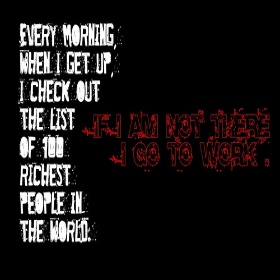 EVERY MORNING,
WHEN I GET UP,
I CHECK OUT
THE LIST
OF 100
RICHEST
PEOPLE IN
THE WORLD.
.IF I AM NOT THERE
I GO TO WORK .